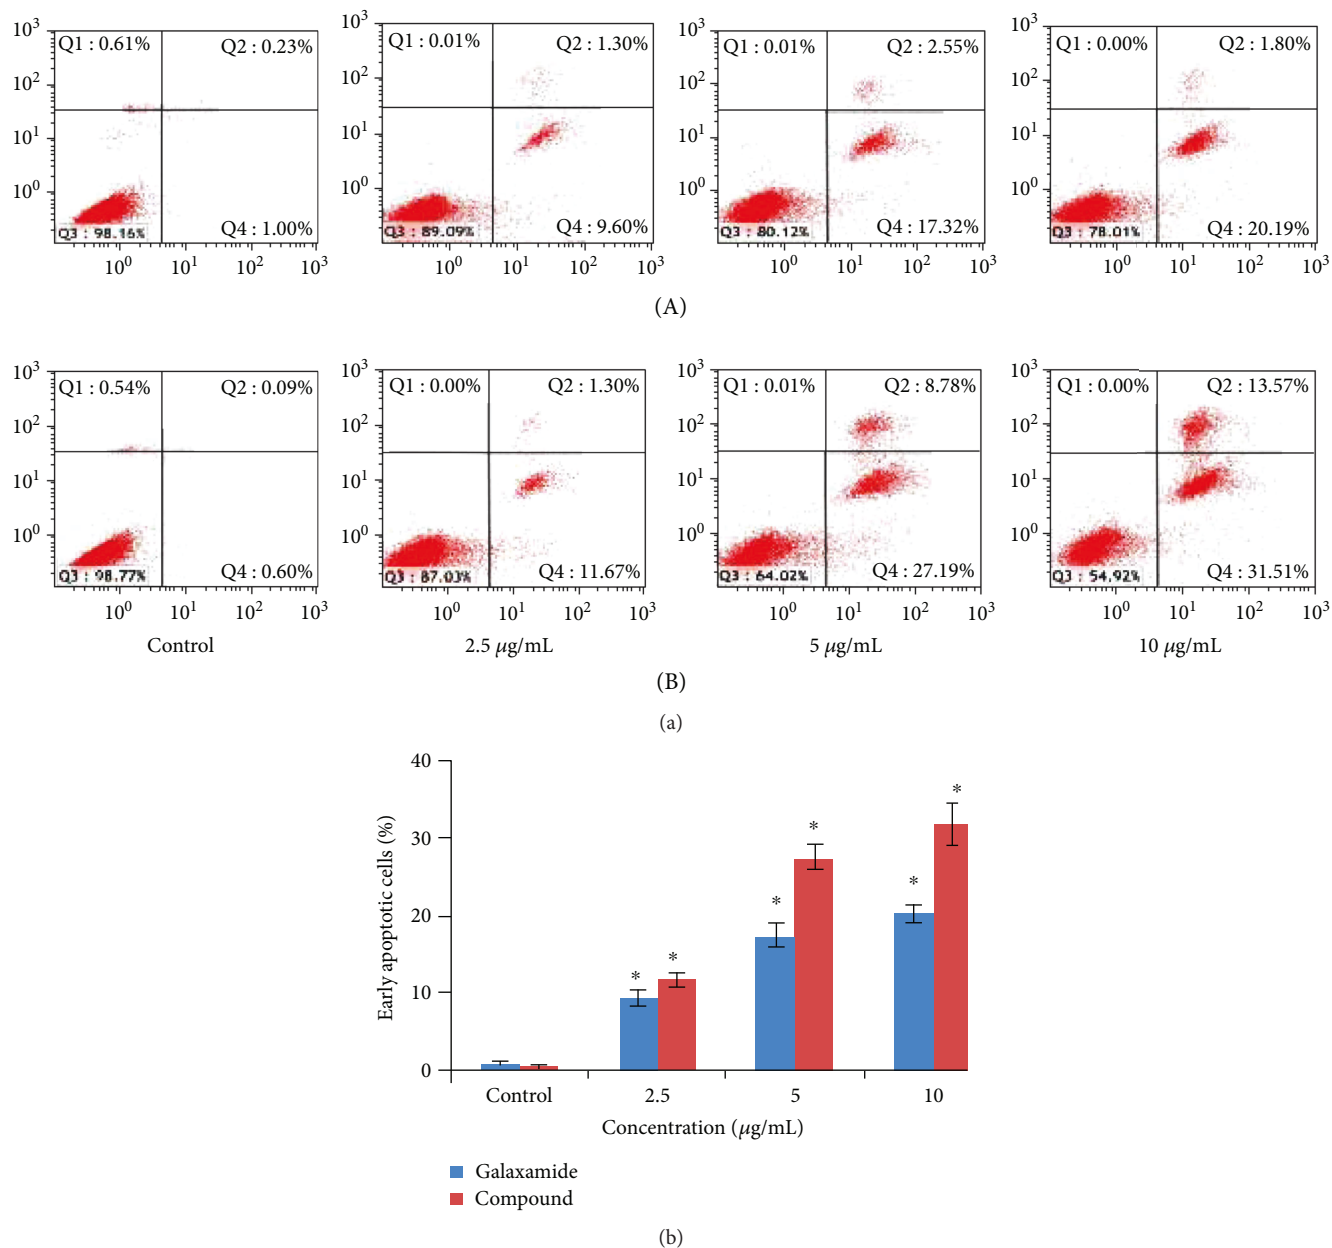 10³ 10³ 10³ 10³
Q1 : 0.61% Q2 : 0.23% Q1 : 0.01% Q2 : 1.30% Q1 : 0.01% Q2 : 2.55% Q1 : 0.00% Q2 : 1.80%
10² 10² 10² 10²
10¹ 10¹ 10¹ 10¹
10⁰ 10⁰ 10⁰ 10⁰
Q3 : 98.16% Q4 : 1.00% Q3 : 89.09% Q4 : 9.60% Q3 : 80.12% Q4 : 17.32% Q3 : 78.01% Q4 : 20.19%
10⁰ 10¹ 10² 10³ 10⁰ 10¹ 10² 10³ 10⁰ 10¹ 10² 10³ 10⁰ 10¹ 10² 10³
(A)
10³ 10³ 10³ 10³
Q1 : 0.54% Q2 : 0.09% Q1 : 0.00% Q2 : 1.30% Q1 : 0.01% Q2 : 8.78% Q1 : 0.00% Q2 : 13.57%
10² 10² 10² 10²
10¹ 10¹ 10¹ 10¹
10⁰ 10⁰ 10⁰ 10⁰
Q3 : 98.77% Q4 : 0.60% Q3 : 87.03% Q4 : 11.67% Q3 : 64.02% Q4 : 27.19% Q3 : 54.92% Q4 : 31.51%
10⁰ 10¹ 10² 10³ 10⁰ 10¹ 10² 10³ 10⁰ 10¹ 10² 10³ 10⁰ 10¹ 10² 10³
Control 2.5 μg/mL 5 μg/mL 10 μg/mL
(B)
(a)
Early apoptotic cells (%)
40
30
20
10
0
* * * * * *
Control 2.5 5 10
Concentration (μg/mL)
Galaxamide
Compound
(b)